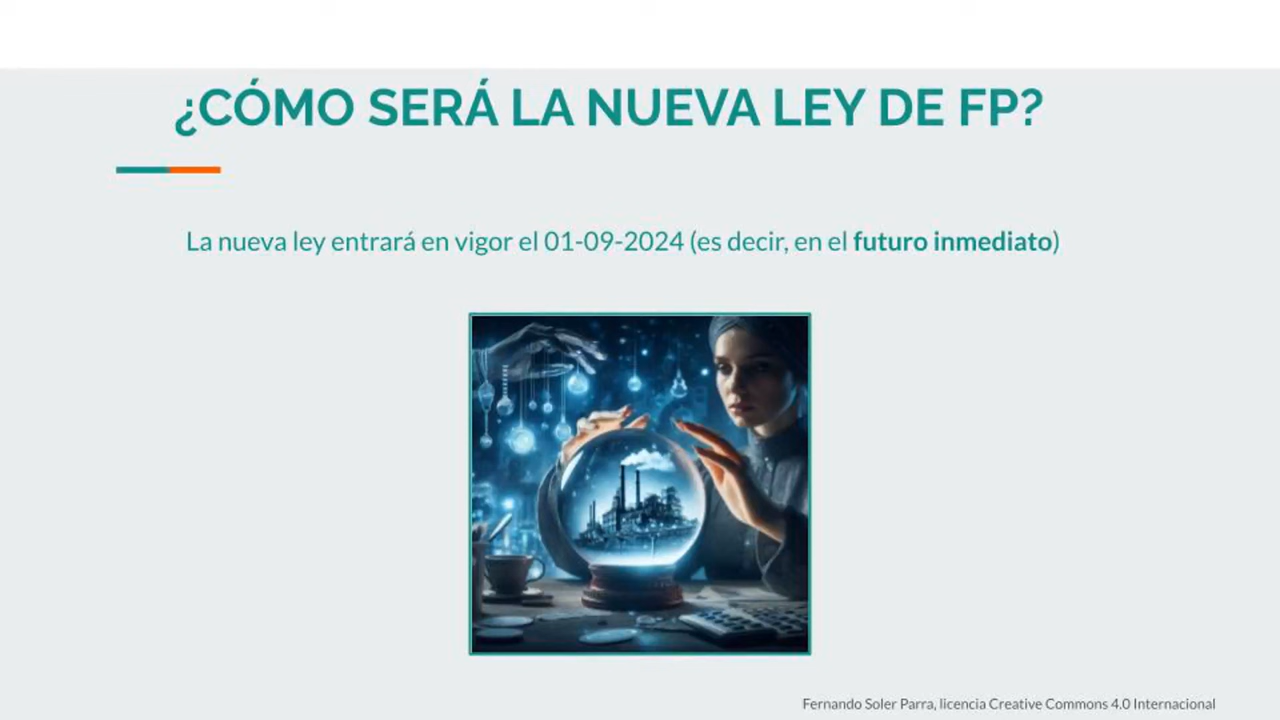 ¿CÓMO SERÁ LA NUEVA LEY DE FP?
La nueva ley entrará en vigor el 01-09-2024 (es decir, en el futuro inmediato)
Fernando Soler Parra, licencia Creative Commons 4.0 Internacional